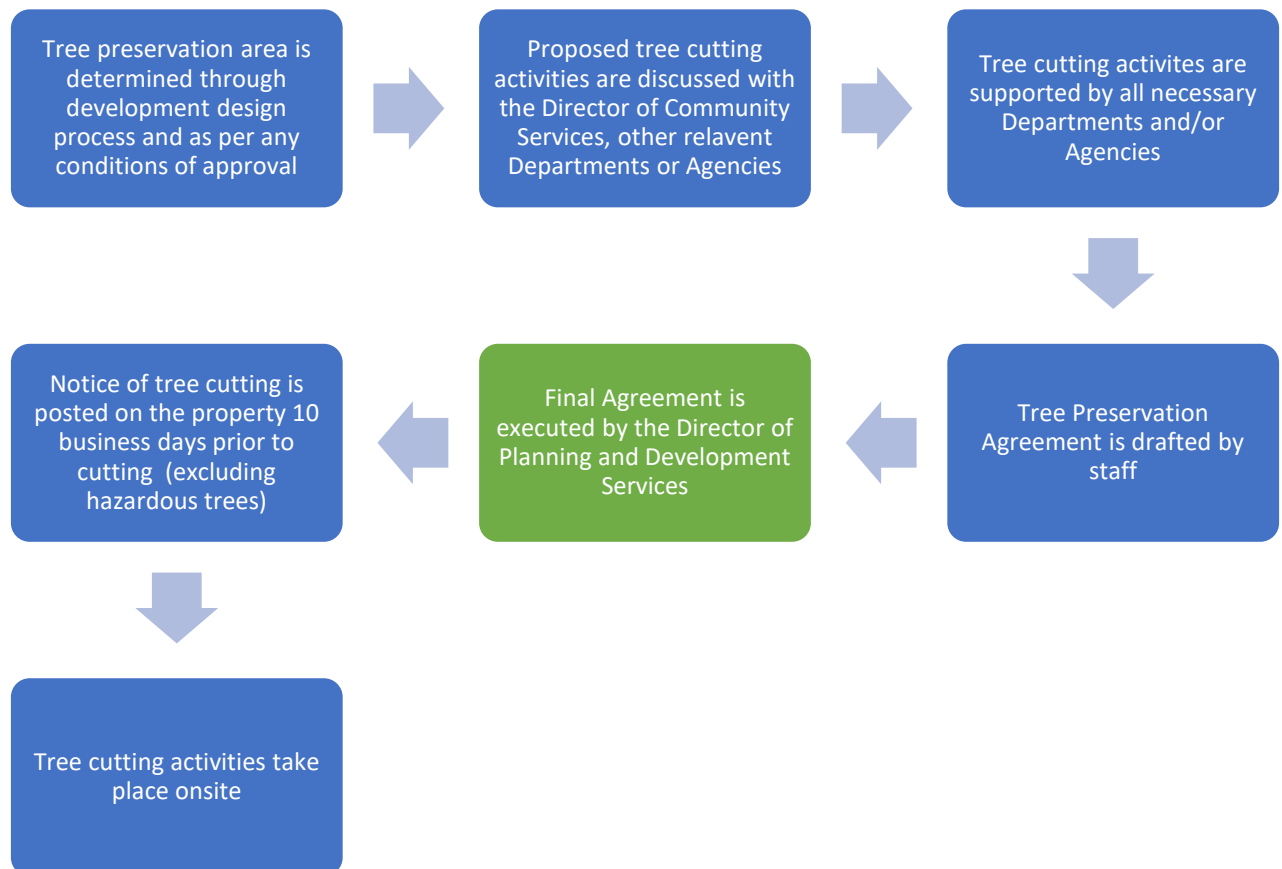 Tree preservation area is
determined through
development design
process and as per any
conditions of approval
Proposed tree cutting
activities are discussed with
the Director of Community
Services, other relavent
Departments or Agencies
Tree cutting activites are
supported by all necessary
Departments and/or
Agencies
Tree Preservation
Agreement is drafted by
staff
Final Agreement is
executed by the Director of
Planning and Development
Services
Notice of tree cutting is
posted on the property 10
business days prior to
cutting (excluding
hazardous trees)
Tree cutting activities take
place onsite